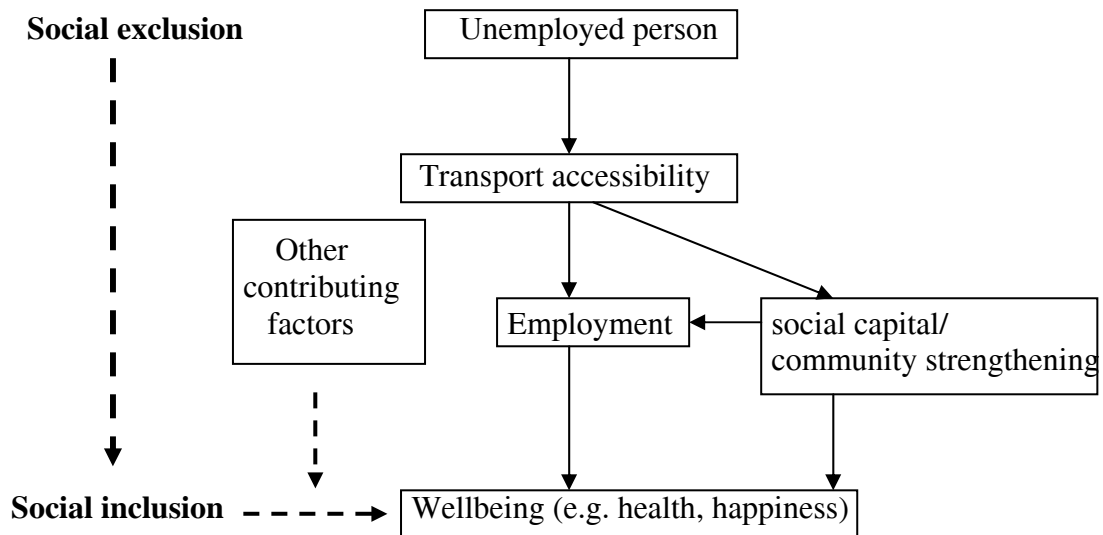 Social exclusion
Unemployed person
Transport accessibility
Other
contributing
factors
Employment
social capital/
community strengthening
Social inclusion
Wellbeing (e.g. health, happiness)